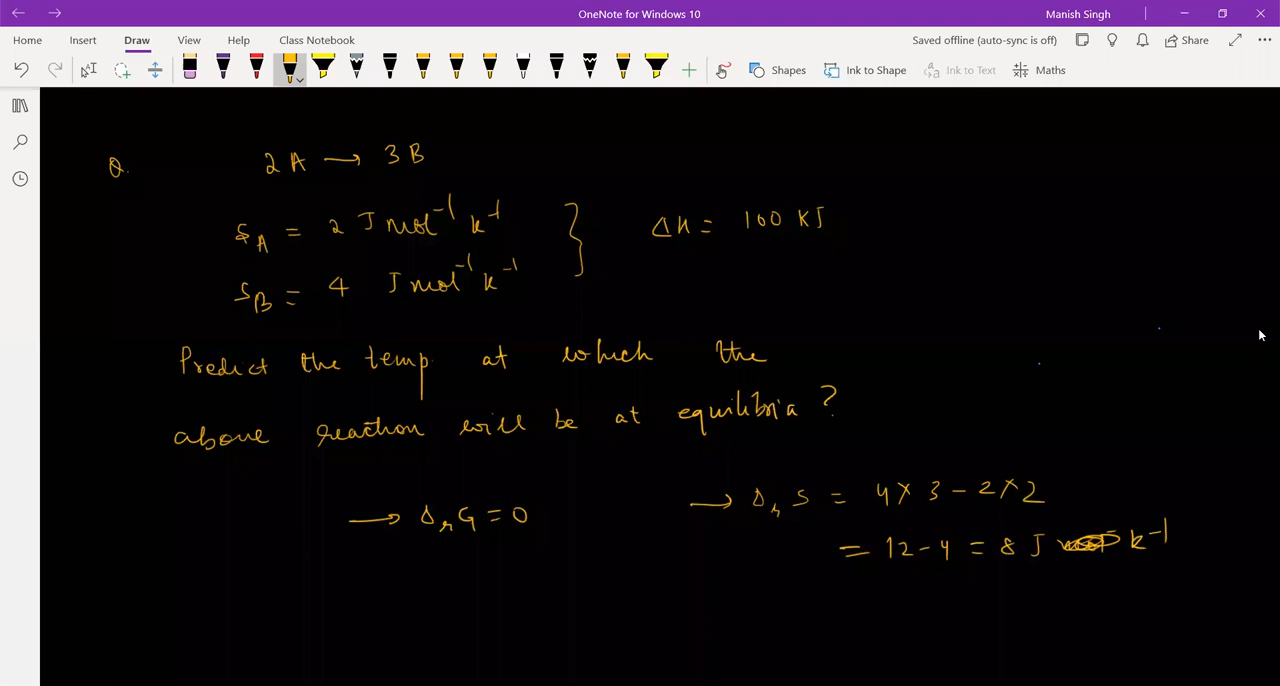 OneNote for Windows 10
Manish Singh
Home Insert Draw View Help Class Notebook
Saved offline (auto-sync is off) Share
Shapes Ink to Shape Ink to Text Maths
Q. 2A → 3B
S_A = 2 J mol⁻¹ k⁻¹
ΔH = 100 KJ
S_B = 4 J mol⁻¹ k⁻¹
Predict the temp. at which the
above reaction will be at equilibria ?
→ Δ_r G = 0
→ Δ_r S = 4 × 3 − 2 × 2
= 12 − 4 = 8 J k⁻¹